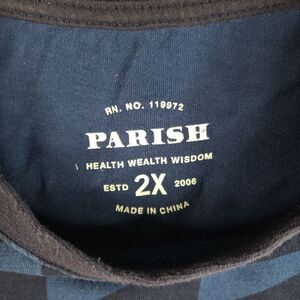 RN. NO. 119972
PARISH
HEALTH WEALTH WISDOM
ESTD 2X 2006
MADE IN CHINA